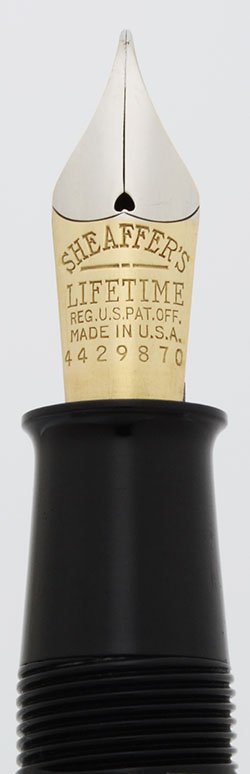 SHEAFFER'S
LIFETIME
REG.U.S.PAT.OFF.
MADE IN U.S.A.
4429870